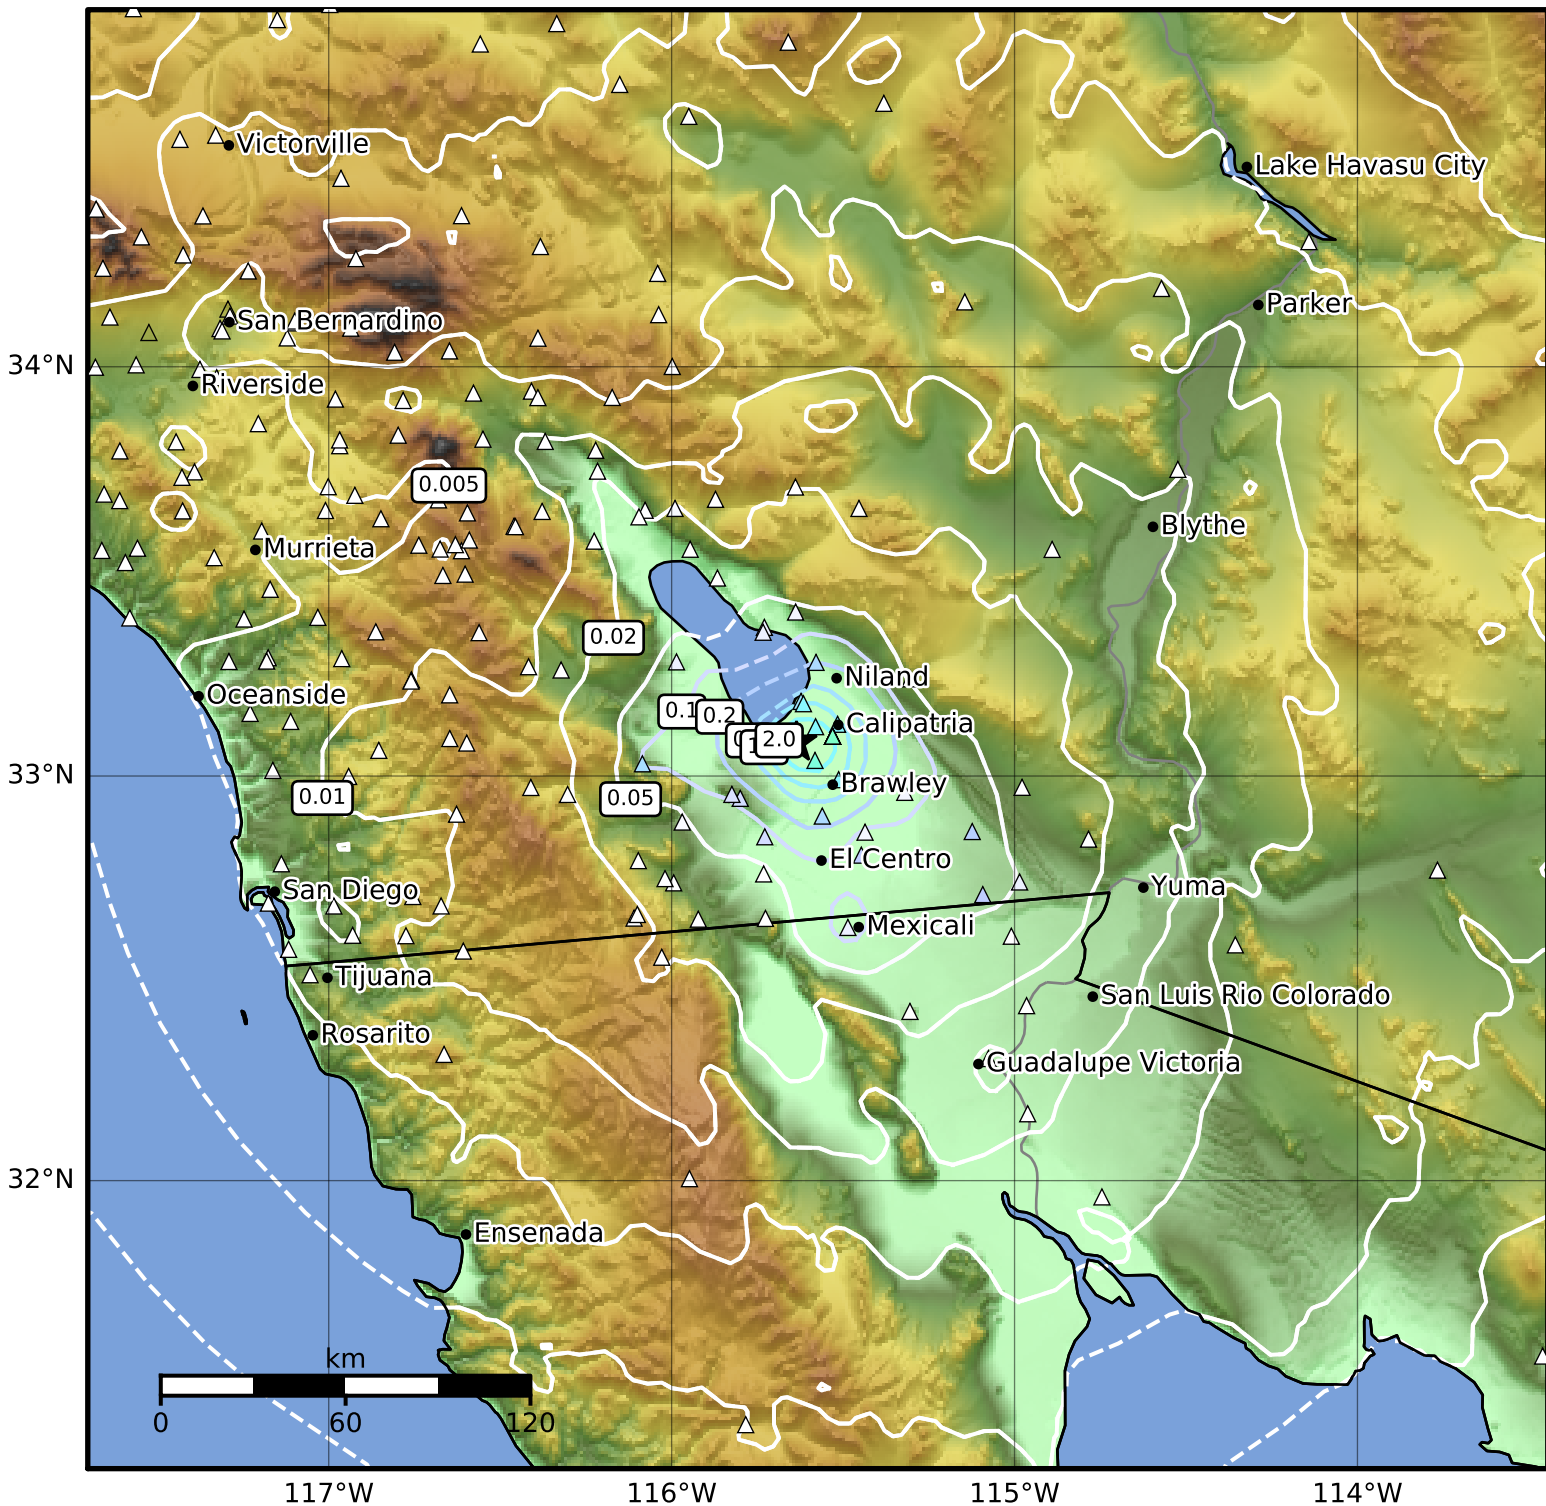 Victorville
Lake Havasu City
Parker
San Bernardino
34°N
Riverside
0.005
Blythe
Murrieta
0.02
Niland
Oceanside
0.1
0.2
Calipatria
2.0
33°N
Brawley
0.01
0.05
El Centro
San Diego
Yuma
Mexicali
Tijuana
San Luis Rio Colorado
Rosarito
Guadalupe Victoria
32°N
Ensenada
km
0 60 120
117°W 116°W 115°W 114°W